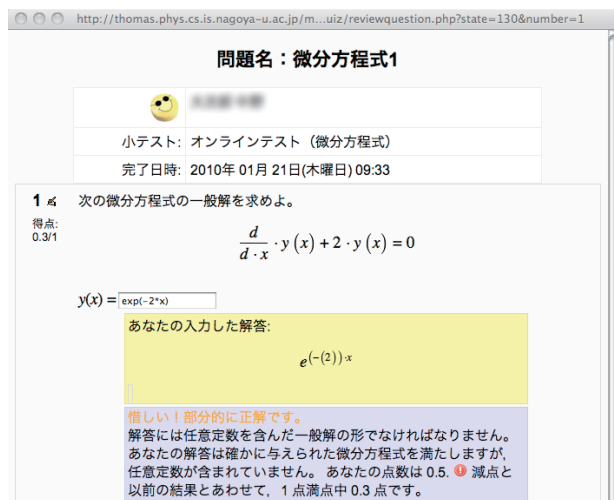 http://thomas.phys.cs.is.nagoya-u.ac.jp/m...uiz/reviewquestion.php?state=130&number=1
問題名：微分方程式1
小テスト: オンラインテスト（微分方程式）
完了日時: 2010年 01月 21日(木曜日) 09:33
1 次の微分方程式の一般解を求めよ。
得点:
0.3/1
d/(d · x) · y (x) + 2 · y (x) = 0
y(x) = exp(-2*x)
あなたの入力した解答:
e^((-(2)) · x)
惜しい！部分的に正解です。
解答には任意定数を含んだ一般解の形でなければなりません。
あなたの解答は確かに与えられた微分方程式を満たしますが,
任意定数が含まれていません。 あなたの点数は 0.5. 減点と
以前の結果とあわせて，1 点満点中 0.3 点です。